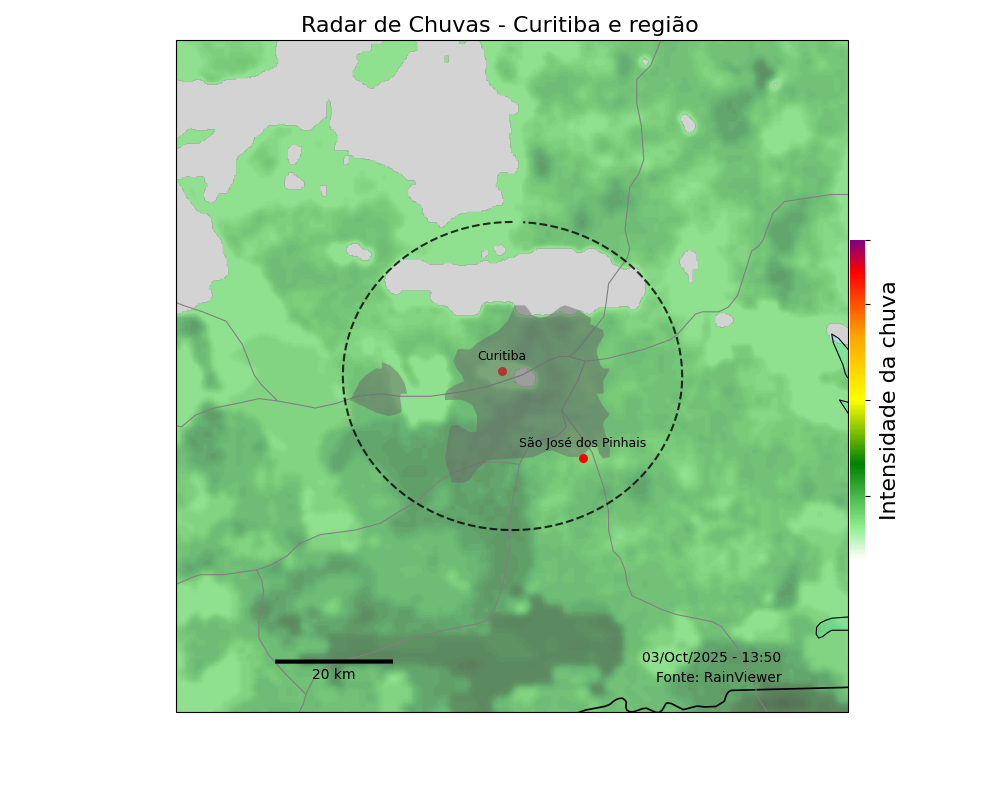 Radar de Chuvas - Curitiba e região
Curitiba
São José dos Pinhais
Intensidade da chuva
03/Oct/2025 - 13:50
Fonte: RainViewer
20 km